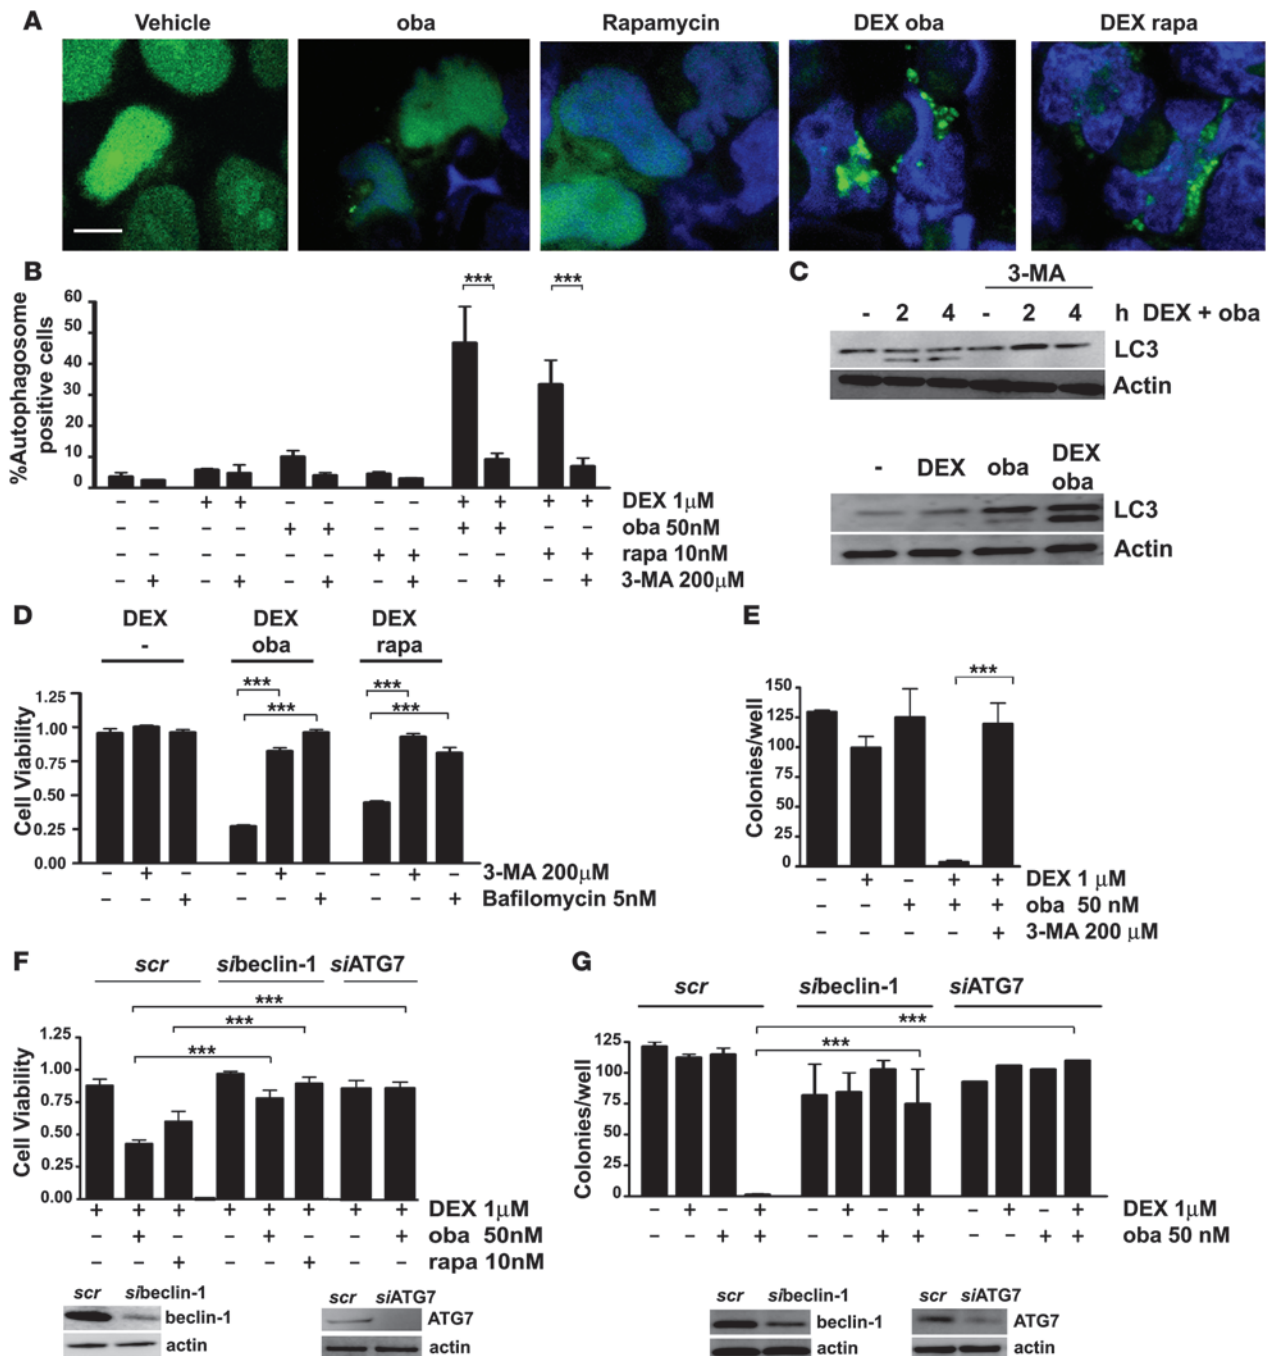 A
Vehicle oba Rapamycin DEX oba DEX rapa
B
%Autophagosome
positive cells
60
50
40
30
20
10
0
*** ***
- - + + - - - - + + + + DEX 1μM
- - - - + + - - + + - - oba 50nM
- - - - - - + + - - + + rapa 10nM
- + - + - + - + - + - + 3-MA 200μM
C
3-MA
- 2 4 - 2 4 h DEX + oba
LC3
Actin
- DEX oba DEX
oba
LC3
Actin
D
DEX DEX DEX
- oba rapa
*** ***
*** ***
Cell Viability
1.25
1.00
0.75
0.50
0.25
0.00
- + - - + - - + - 3-MA 200μM
- - + - - + - - + Bafilomycin 5nM
E
***
Colonies/well
150
125
100
75
50
25
0
- + - + + DEX 1 μM
- - + + + oba 50 nM
- - - - + 3-MA 200 μM
F
scr sibeclin-1 siATG7
***
***
***
Cell Viability
1.25
1.00
0.75
0.50
0.25
0.00
+ + + + + + + + DEX 1μM
- + - - + - - + oba 50nM
- - + - - + - - rapa 10nM
scr sibeclin-1
beclin-1
actin
scr siATG7
ATG7
actin
G
scr sibeclin-1 siATG7
***
***
Colonies/well
125
100
75
50
25
0
- + - + - + - + - + - + DEX 1μM
- - + + - - + + - - + + oba 50 nM
scr sibeclin-1
beclin-1
actin
scr siATG7
ATG7
actin